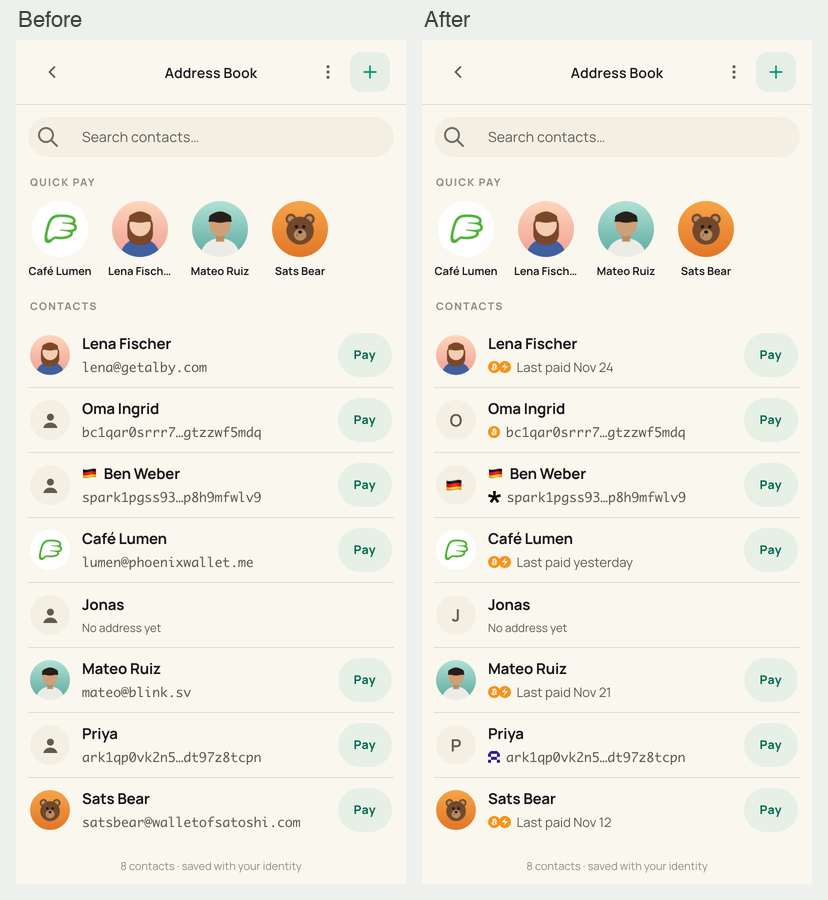 Before
Address Book
Search contacts…
QUICK PAY
Café Lumen
Lena Fisch…
Mateo Ruiz
Sats Bear
CONTACTS
Lena Fischer
lena@getalby.com
Pay
Oma Ingrid
bc1qar0srrr7…gtzzwf5mdq
Pay
🇩🇪 Ben Weber
spark1pgss93…p8h9mfwlv9
Pay
Café Lumen
lumen@phoenixwallet.me
Pay
Jonas
No address yet
Mateo Ruiz
mateo@blink.sv
Pay
Priya
ark1qp0vk2n5…dt97z8tcpn
Pay
Sats Bear
satsbear@walletofsatoshi.com
Pay
8 contacts · saved with your identity
After
Address Book
Search contacts…
QUICK PAY
Café Lumen
Lena Fisch…
Mateo Ruiz
Sats Bear
CONTACTS
Lena Fischer
Last paid Nov 24
Pay
O
Oma Ingrid
bc1qar0srrr7…gtzzwf5mdq
Pay
🇩🇪 Ben Weber
spark1pgss93…p8h9mfwlv9
Pay
Café Lumen
Last paid yesterday
Pay
J
Jonas
No address yet
Mateo Ruiz
Last paid Nov 21
Pay
P
Priya
ark1qp0vk2n5…dt97z8tcpn
Pay
Sats Bear
Last paid Nov 12
Pay
8 contacts · saved with your identity